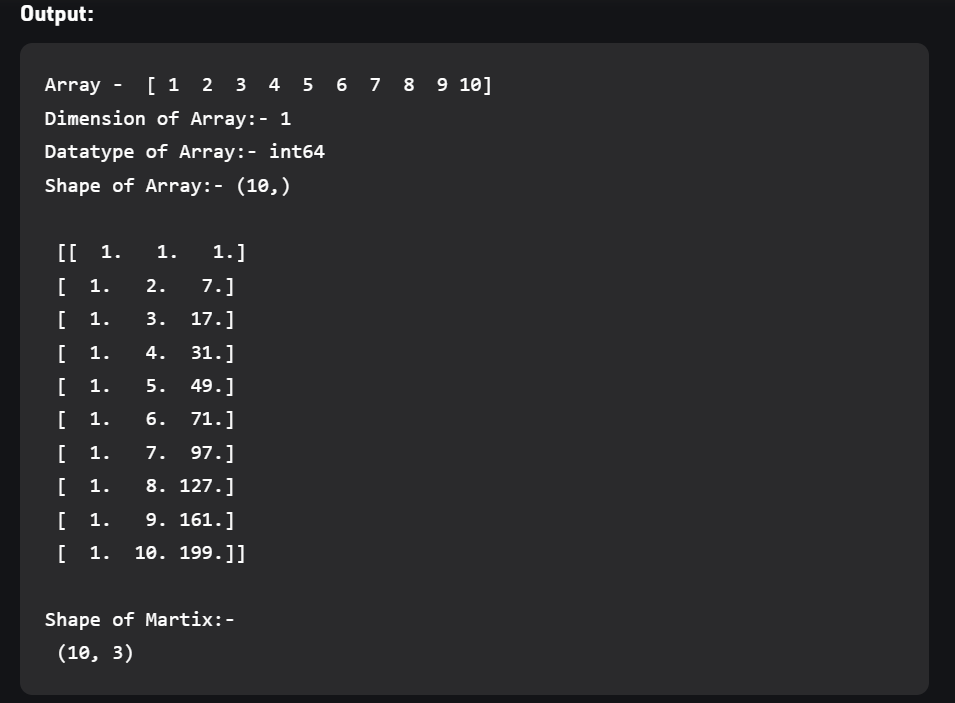 Output:
Array -  [ 1  2  3  4  5  6  7  8  9 10]
Dimension of Array:- 1
Datatype of Array:- int64
Shape of Array:- (10,)
[[  1.   1.   1.]
[  1.   2.   7.]
[  1.   3.  17.]
[  1.   4.  31.]
[  1.   5.  49.]
[  1.   6.  71.]
[  1.   7.  97.]
[  1.   8. 127.]
[  1.   9. 161.]
[  1.  10. 199.]]
Shape of Martix:-
(10, 3)